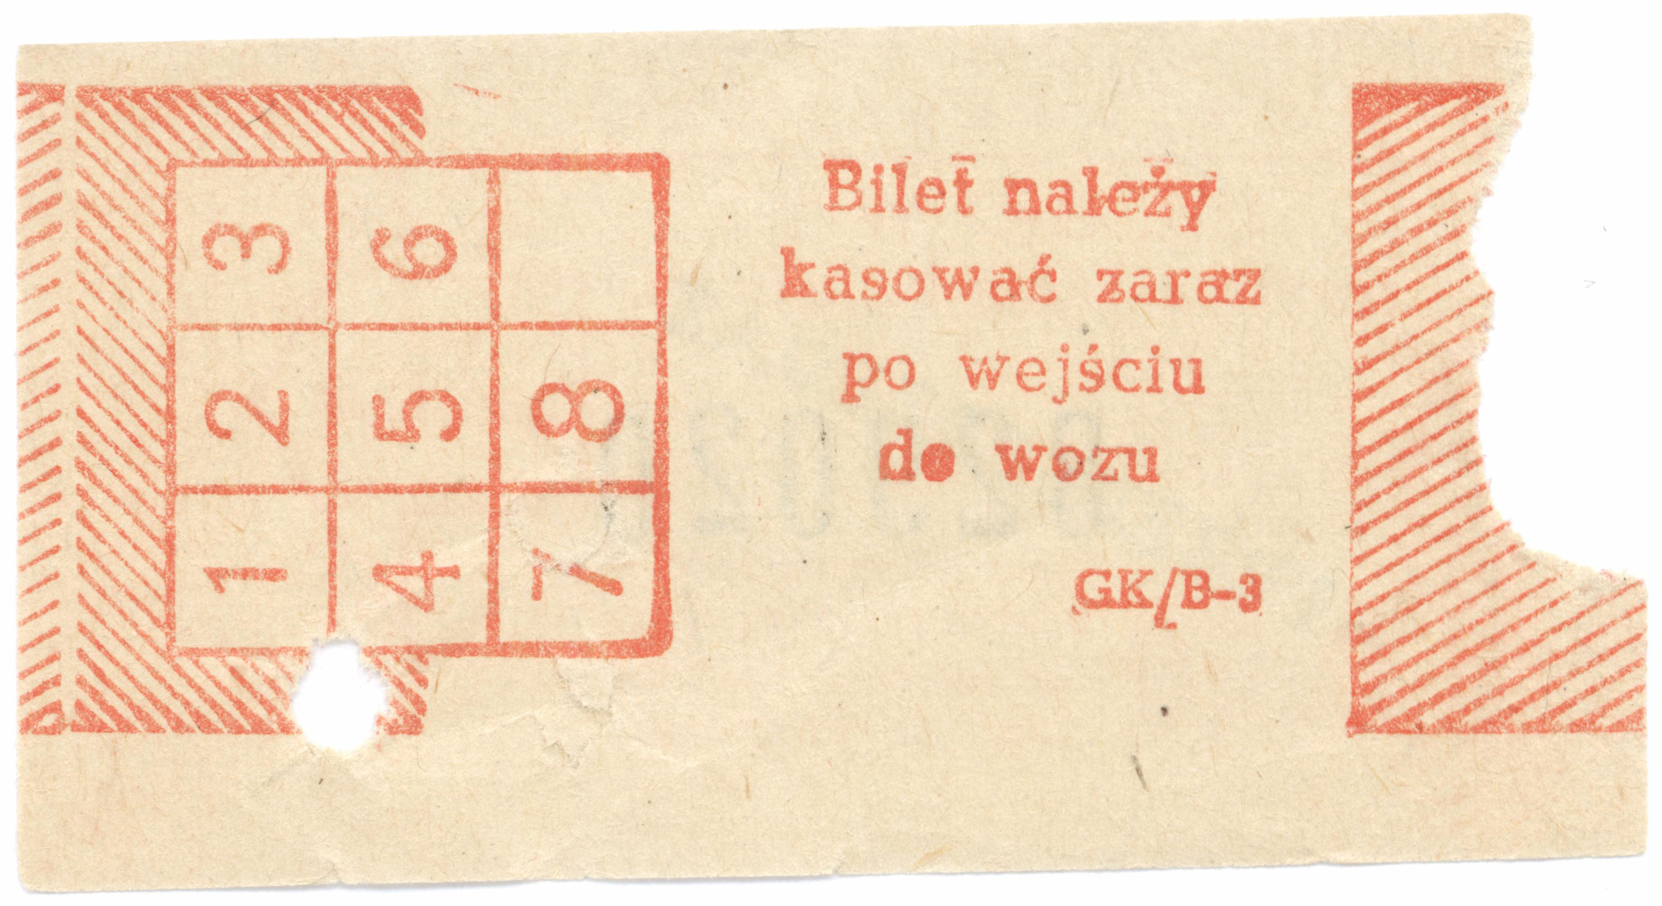 3 6
2 5 8
1 4 7
Bilet należy
kasować zaraz
po wejściu
do wozu
GK/B-3